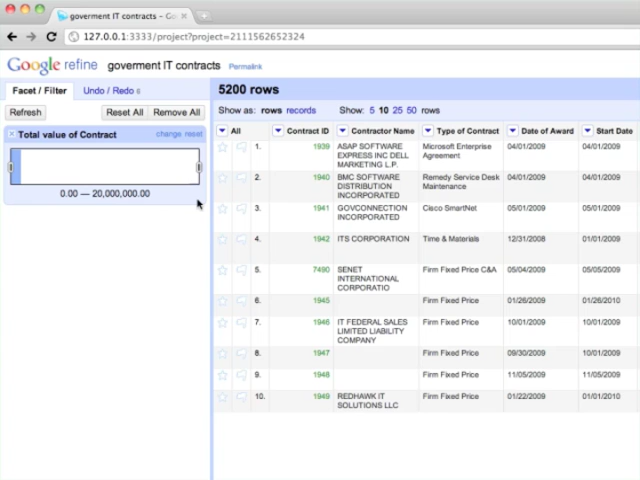 goverment IT contracts – Go
127.0.0.1:3333/project?project=2111562652324
Google refine goverment IT contracts Permalink
Facet / Filter Undo / Redo 6
Refresh Reset All Remove All
Total value of Contract change reset
0.00 — 20,000,000.00
5200 rows
Show as: rows records Show: 5 10 25 50 rows
All Contract ID Contractor Name Type of Contract Date of Award Start Date
1. 1939 ASAP SOFTWARE EXPRESS INC DELL MARKETING L.P. Microsoft Enterprise Agreement 04/01/2009 04/01/2009
2. 1940 BMC SOFTWARE DISTRIBUTION INCORPORATED Remedy Service Desk Maintenance 04/01/2009 04/01/2009
3. 1941 GOVCONNECTION INCORPORATED Cisco SmartNet 05/01/2009 05/01/2009
4. 1942 ITS CORPORATION Time & Materials 12/31/2008 01/01/2009
5. 7490 SENET INTERNATIONAL CORPORATIO Firm Fixed Price C&A 05/04/2009 05/05/2009
6. 1945 Firm Fixed Price 01/26/2009 01/26/2010
7. 1946 IT FEDERAL SALES LIMITED LIABILITY COMPANY Firm Fixed Price 10/01/2009 10/01/2009
8. 1947 Firm Fixed Price 09/30/2009 10/01/2009
9. 1948 Firm Fixed Price 11/05/2009 11/05/2009
10. 1949 REDHAWK IT SOLUTIONS LLC Firm Fixed Price 01/22/2009 01/01/2010